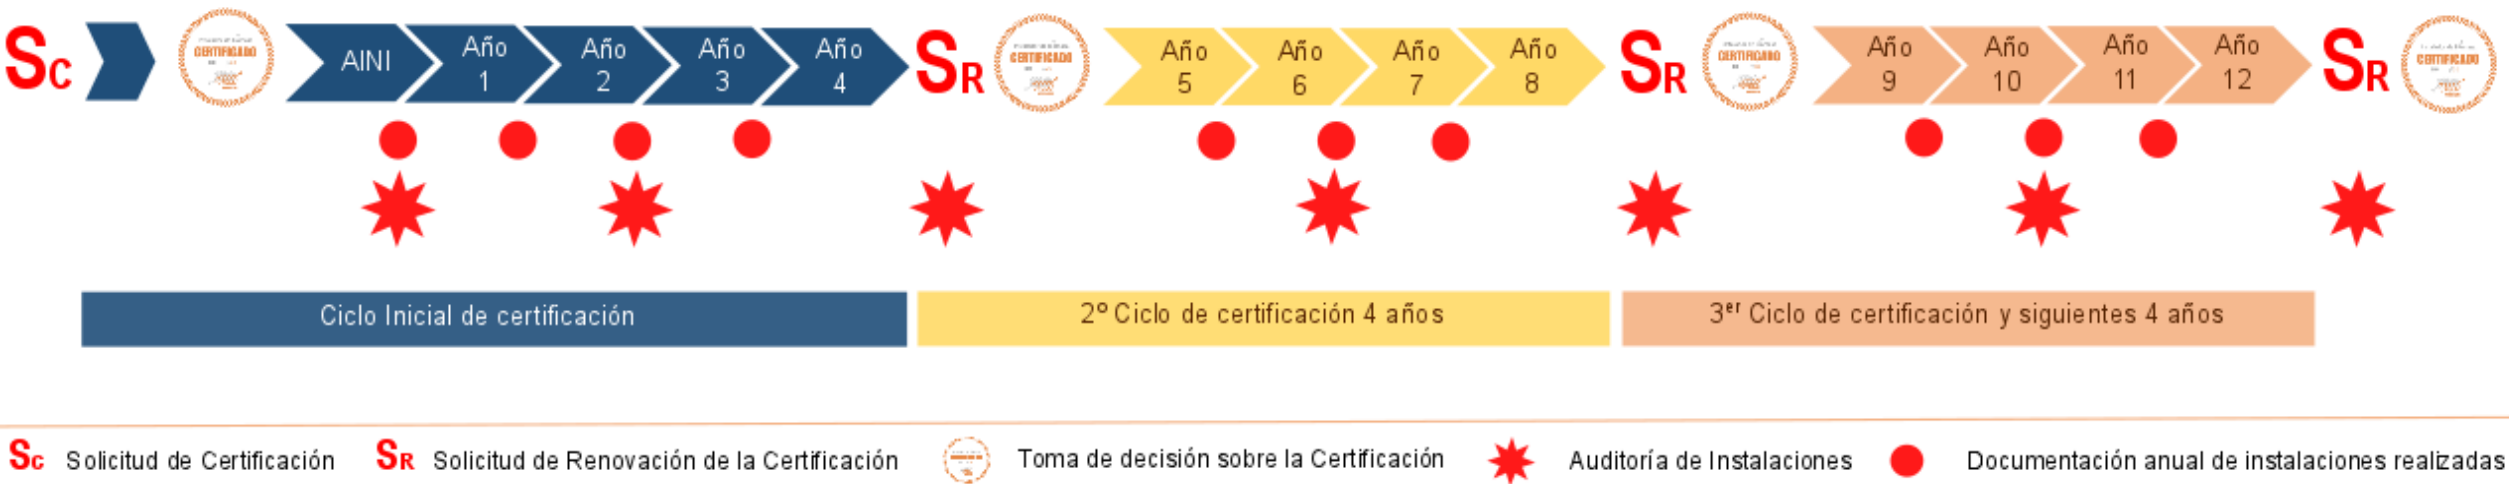 Sc
CERTIFICADO
AINI
Año
1
Año
2
Año
3
Año
4
SR
CERTIFICADO
Año
5
Año
6
Año
7
Año
8
SR
CERTIFICADO
Año
9
Año
10
Año
11
Año
12
SR
CERTIFICADO
Ciclo Inicial de certificación
2º Ciclo de certificación 4 años
3er Ciclo de certificación y siguientes 4 años
Sc Solicitud de Certificación
SR Solicitud de Renovación de la Certificación
Toma de decisión sobre la Certificación
Auditoría de Instalaciones
Documentación anual de instalaciones realizadas